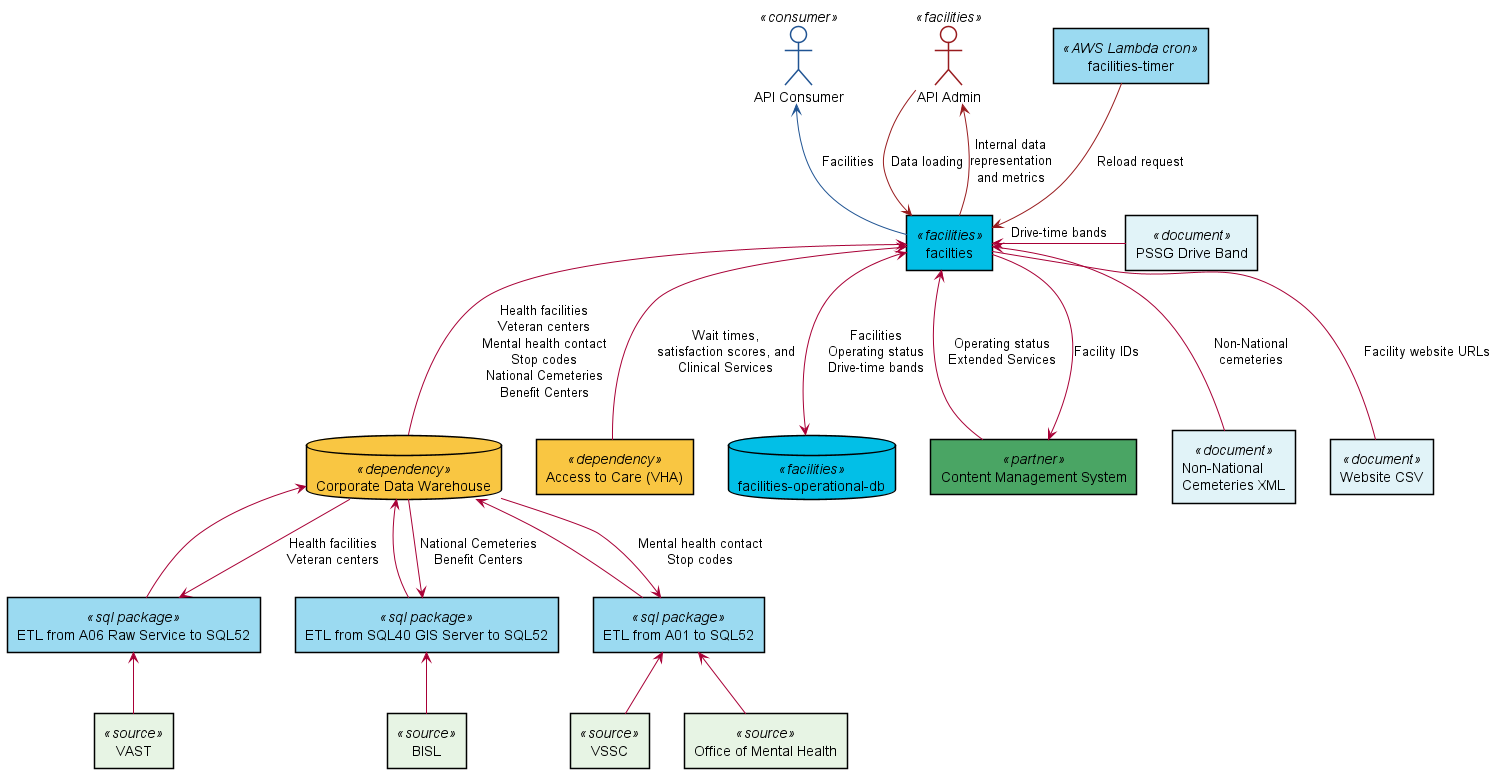 «consumer»
API Consumer
«facilities»
API Admin
«AWS Lambda cron»
facilities-timer
Facilities
Data loading
Internal data
representation
and metrics
Reload request
«facilities»
facilties
Drive-time bands
«document»
PSSG Drive Band
Health facilities
Veteran centers
Mental health contact
Stop codes
National Cemeteries
Benefit Centers
Wait times,
satisfaction scores, and
Clinical Services
Facilities
Operating status
Drive-time bands
Operating status
Extended Services
Facility IDs
Non-National
cemeteries
Facility website URLs
«dependency»
Corporate Data Warehouse
«dependency»
Access to Care (VHA)
«facilities»
facilities-operational-db
«partner»
Content Management System
«document»
Non-National
Cemeteries XML
«document»
Website CSV
Health facilities
Veteran centers
National Cemeteries
Benefit Centers
Mental health contact
Stop codes
«sql package»
ETL from A06 Raw Service to SQL52
«sql package»
ETL from SQL40 GIS Server to SQL52
«sql package»
ETL from A01 to SQL52
«source»
VAST
«source»
BISL
«source»
VSSC
«source»
Office of Mental Health